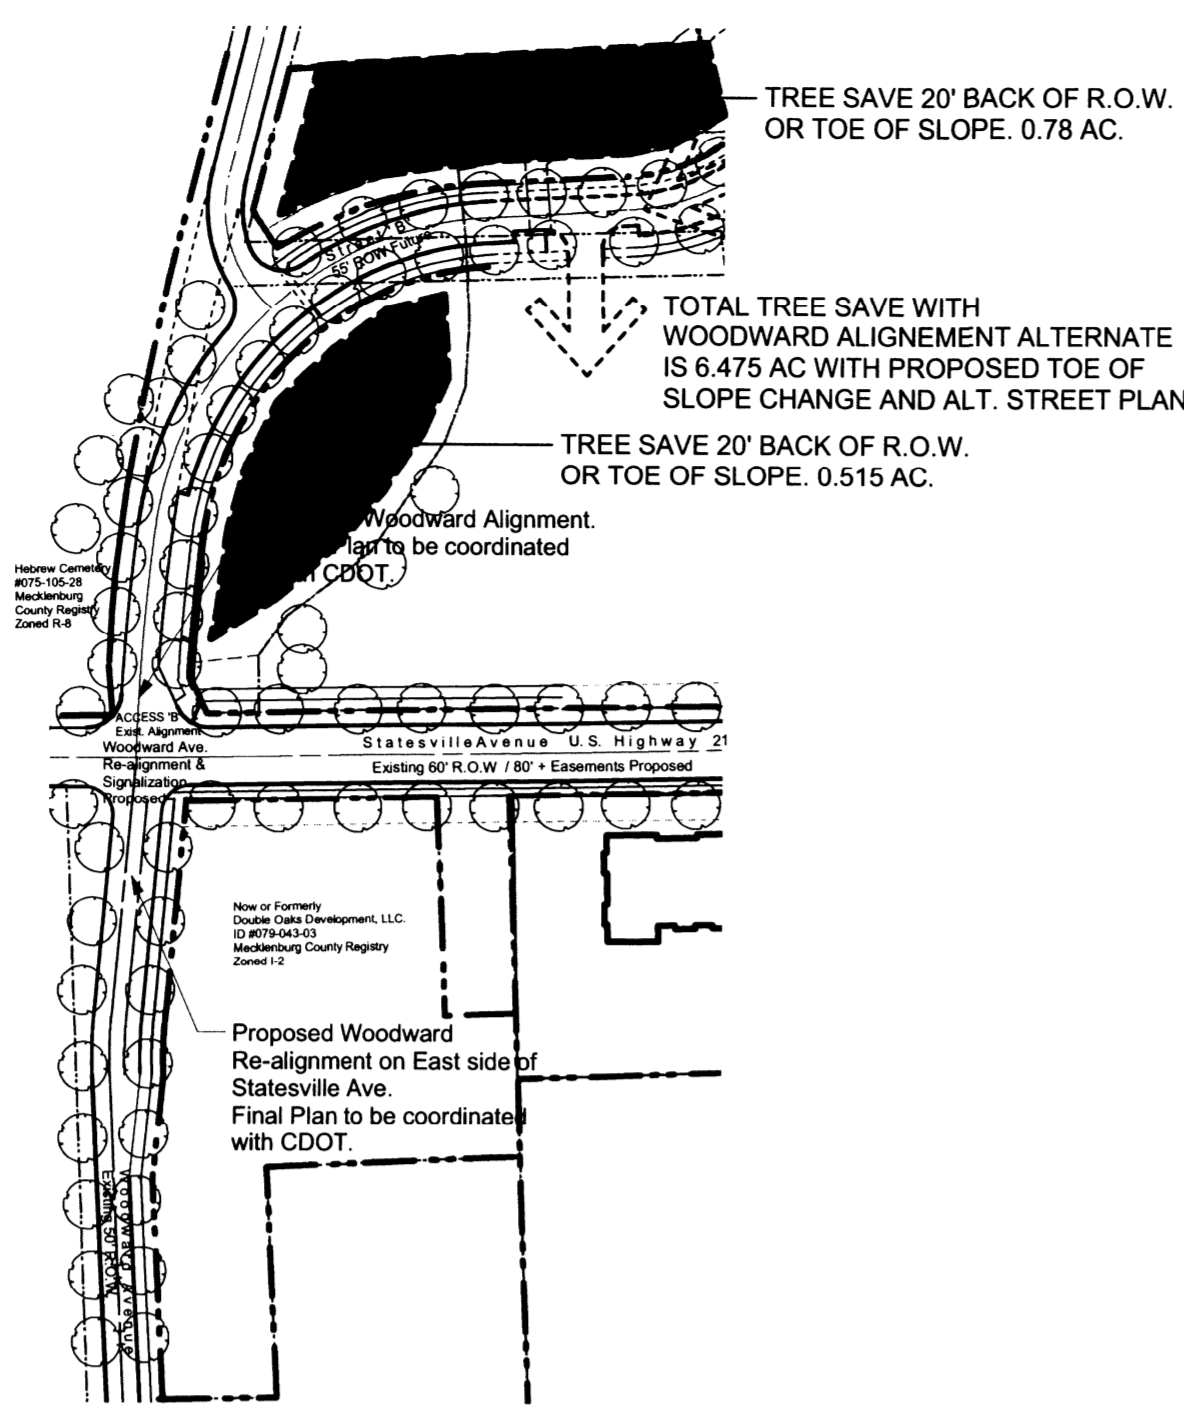 TREE SAVE 20' BACK OF R.O.W.
OR TOE OF SLOPE. 0.78 AC.
Street "B"
55' ROW Future
TOTAL TREE SAVE WITH
WOODWARD ALIGNEMENT ALTERNATE
IS 6.475 AC WITH PROPOSED TOE OF
SLOPE CHANGE AND ALT. STREET PLAN
TREE SAVE 20' BACK OF R.O.W.
OR TOE OF SLOPE. 0.515 AC.
Woodward Alignment.
to be coordinated
CDOT.
Hebrew Cemetery
#075-105-28
Mecklenburg
County Registry
Zoned R-8
ACCESS 'B'
Exist. Alignment
Woodward Ave.
Re-alignment &
Signalization
Proposed
Statesville Avenue U.S. Highway 21
Existing 60' R.O.W / 80' + Easements Proposed
Now or Formerly
Double Oaks Development, LLC.
ID #079-043-03
Mecklenburg County Registry
Zoned I-2
Proposed Woodward
Re-alignment on East side of
Statesville Ave.
Final Plan to be coordinated
with CDOT.
Woodward Avenue
Existing 50' R.O.W.